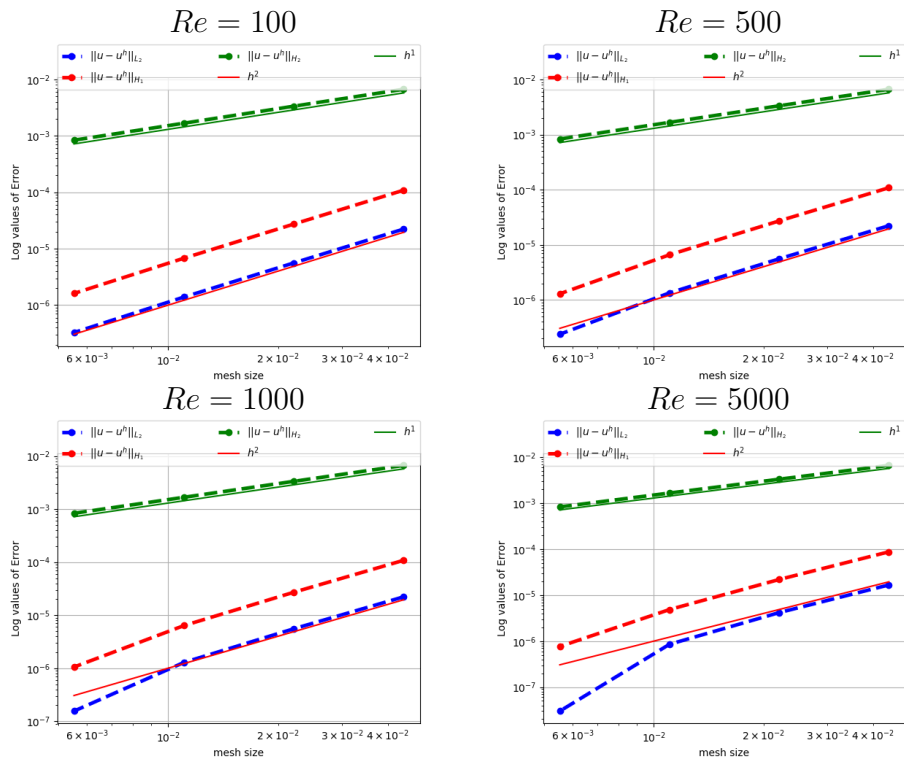 Re = 100
||u − u^h||_{L_2}
||u − u^h||_{H_1}
||u − u^h||_{H_2}
h^2
h^1
Log values of Error
10^{-2}
10^{-3}
10^{-4}
10^{-5}
10^{-6}
6 × 10^{-3}
10^{-2}
2 × 10^{-2}
3 × 10^{-2}
4 × 10^{-2}
mesh size
Re = 500
||u − u^h||_{L_2}
||u − u^h||_{H_1}
||u − u^h||_{H_2}
h^2
h^1
Log values of Error
10^{-2}
10^{-3}
10^{-4}
10^{-5}
10^{-6}
6 × 10^{-3}
10^{-2}
2 × 10^{-2}
3 × 10^{-2}
4 × 10^{-2}
mesh size
Re = 1000
||u − u^h||_{L_2}
||u − u^h||_{H_1}
||u − u^h||_{H_2}
h^2
h^1
Log values of Error
10^{-2}
10^{-3}
10^{-4}
10^{-5}
10^{-6}
10^{-7}
6 × 10^{-3}
10^{-2}
2 × 10^{-2}
3 × 10^{-2}
4 × 10^{-2}
mesh size
Re = 5000
||u − u^h||_{L_2}
||u − u^h||_{H_1}
||u − u^h||_{H_2}
h^2
h^1
Log values of Error
10^{-2}
10^{-3}
10^{-4}
10^{-5}
10^{-6}
10^{-7}
6 × 10^{-3}
10^{-2}
2 × 10^{-2}
3 × 10^{-2}
4 × 10^{-2}
mesh size